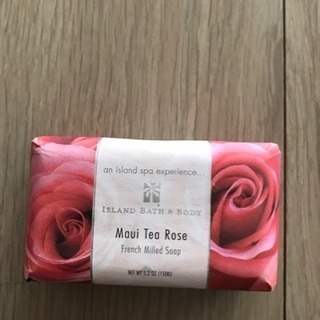 an island spa experience...
ISLAND BATH & BODY
Maui Tea Rose
French Milled Soap
NET WT 5.2 OZ (150G)